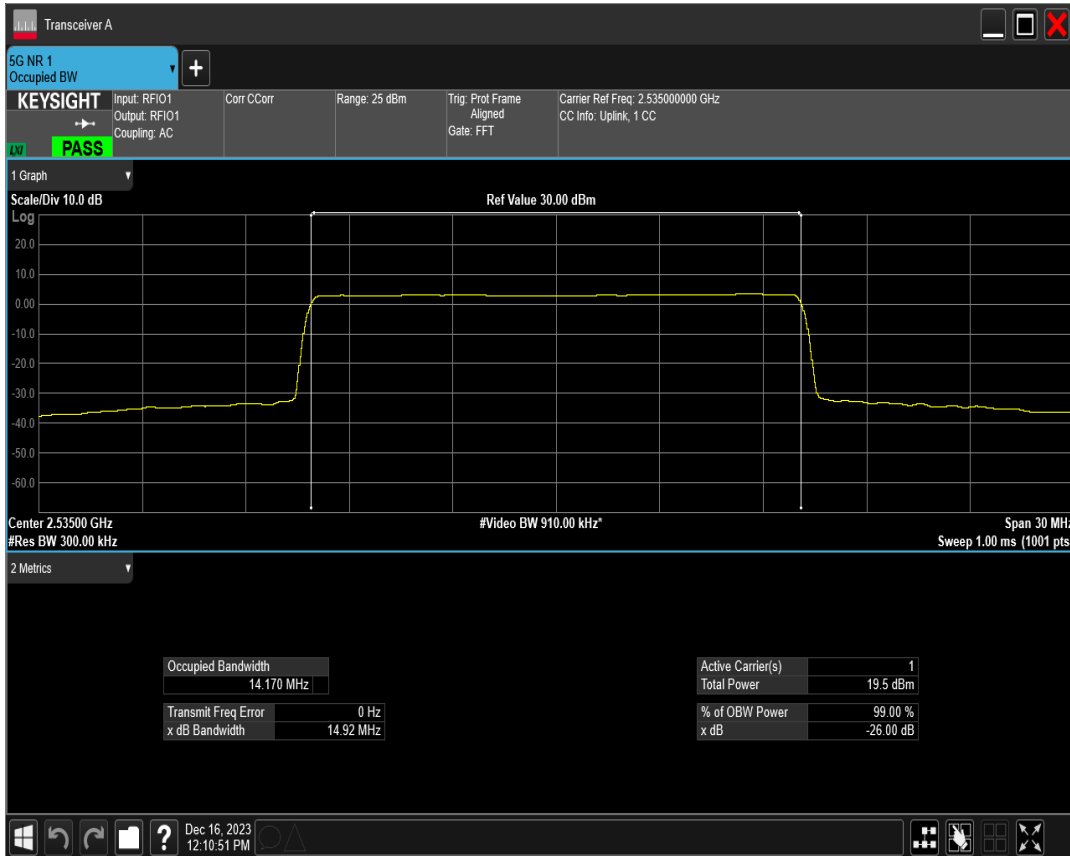 Transceiver A
5G NR 1
Occupied BW
KEYSIGHT
LXI
PASS
Input: RFIO1
Output: RFIO1
Coupling: AC
Corr CCorr
Range: 25 dBm
Trig: Prot Frame
Aligned
Gate: FFT
Carrier Ref Freq: 2.535000000 GHz
CC Info: Uplink, 1 CC
1 Graph
Scale/Div 10.0 dB
Ref Value 30.00 dBm
Log
20.0
10.0
0.00
-10.0
-20.0
-30.0
-40.0
-50.0
-60.0
Center 2.53500 GHz
#Video BW 910.00 kHz*
Span 30 MHz
#Res BW 300.00 kHz
Sweep 1.00 ms (1001 pts
2 Metrics
Occupied Bandwidth
14.170 MHz
Transmit Freq Error 0 Hz
x dB Bandwidth 14.92 MHz
Active Carrier(s) 1
Total Power 19.5 dBm
% of OBW Power 99.00 %
x dB -26.00 dB
?
Dec 16, 2023
12:10:51 PM